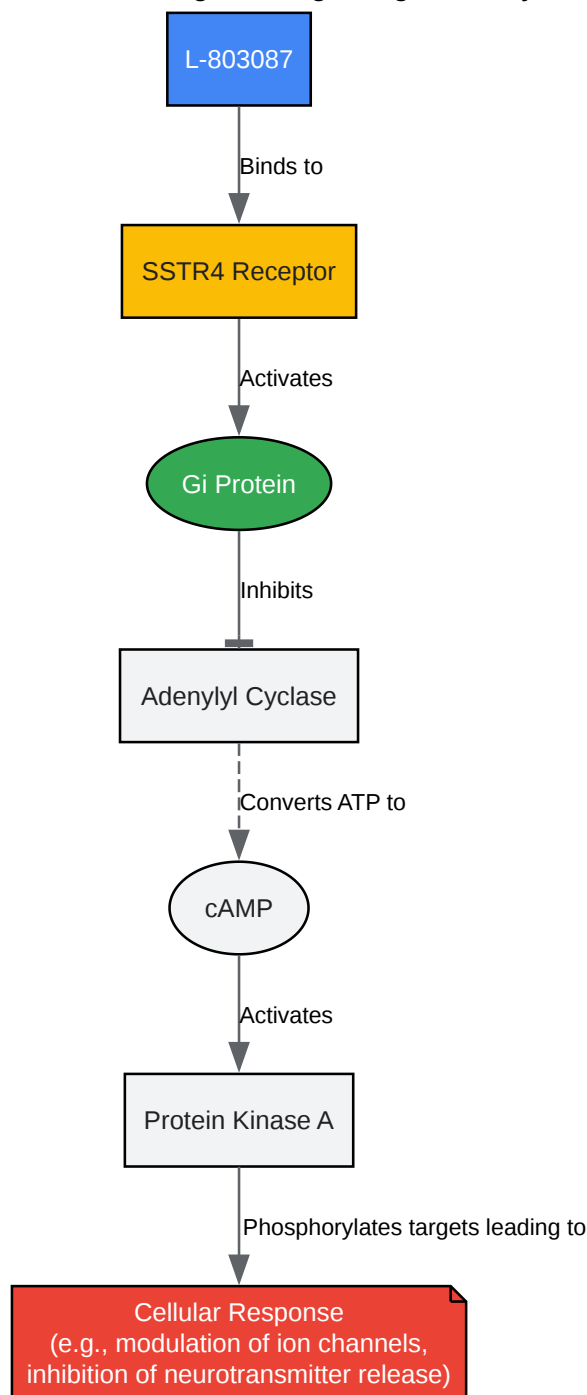 L-803087
Binds to
SSTR4 Receptor
Activates
Gi Protein
Inhibits
Adenylyl Cyclase
Converts ATP to
cAMP
Activates
Protein Kinase A
Phosphorylates targets leading to
Cellular Response
(e.g., modulation of ion channels,
inhibition of neurotransmitter release)